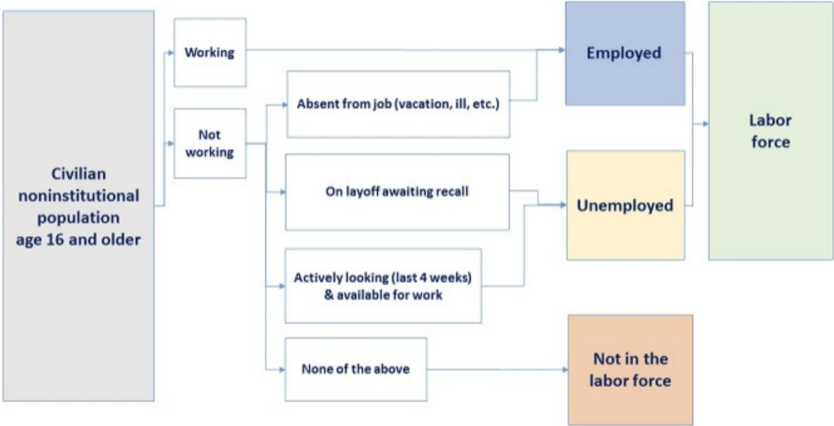 Civilian
noninstitutional
population
age 16 and older
Working
Not
working
Absent from job (vacation, ill, etc.)
On layoff awaiting recall
Actively looking (last 4 weeks)
& available for work
None of the above
Employed
Unemployed
Not in the
labor force
Labor
force